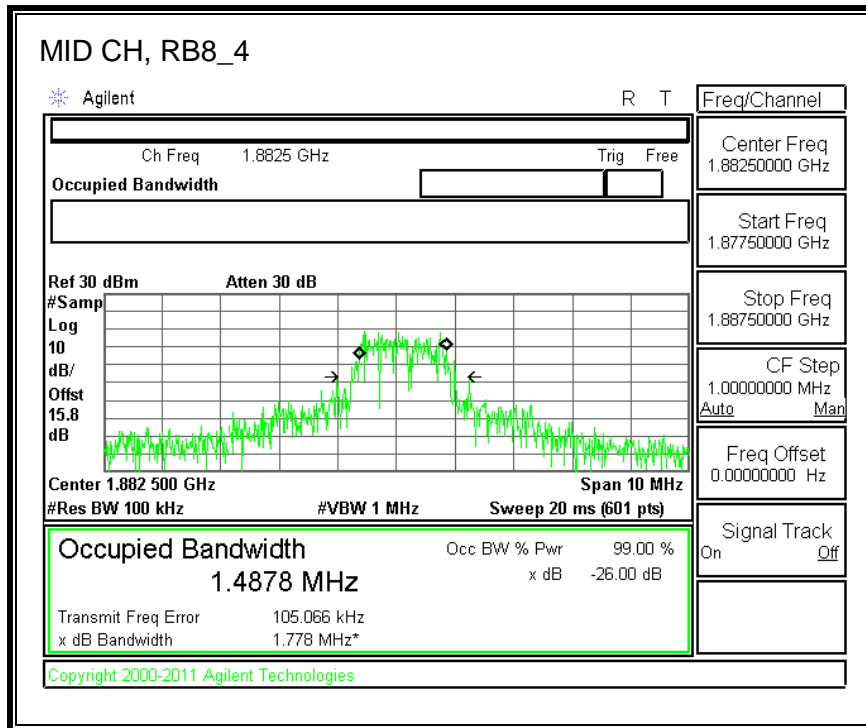 MID CH, RB8_4
Agilent R T
Freq/Channel
Ch Freq 1.8825 GHz Trig Free
Occupied Bandwidth
Center Freq
1.88250000 GHz
Start Freq
1.87750000 GHz
Stop Freq
1.88750000 GHz
CF Step
1.00000000 MHz
Auto Man
Freq Offset
0.00000000 Hz
Signal Track
On Off
Ref 30 dBm Atten 30 dB
#Samp
Log
10
dB/
Offst
15.8
dB
Center 1.882 500 GHz Span 10 MHz
#Res BW 100 kHz #VBW 1 MHz Sweep 20 ms (601 pts)
Occupied Bandwidth
1.4878 MHz
Occ BW % Pwr 99.00 %
x dB -26.00 dB
Transmit Freq Error 105.066 kHz
x dB Bandwidth 1.778 MHz*
Copyright 2000-2011 Agilent Technologies